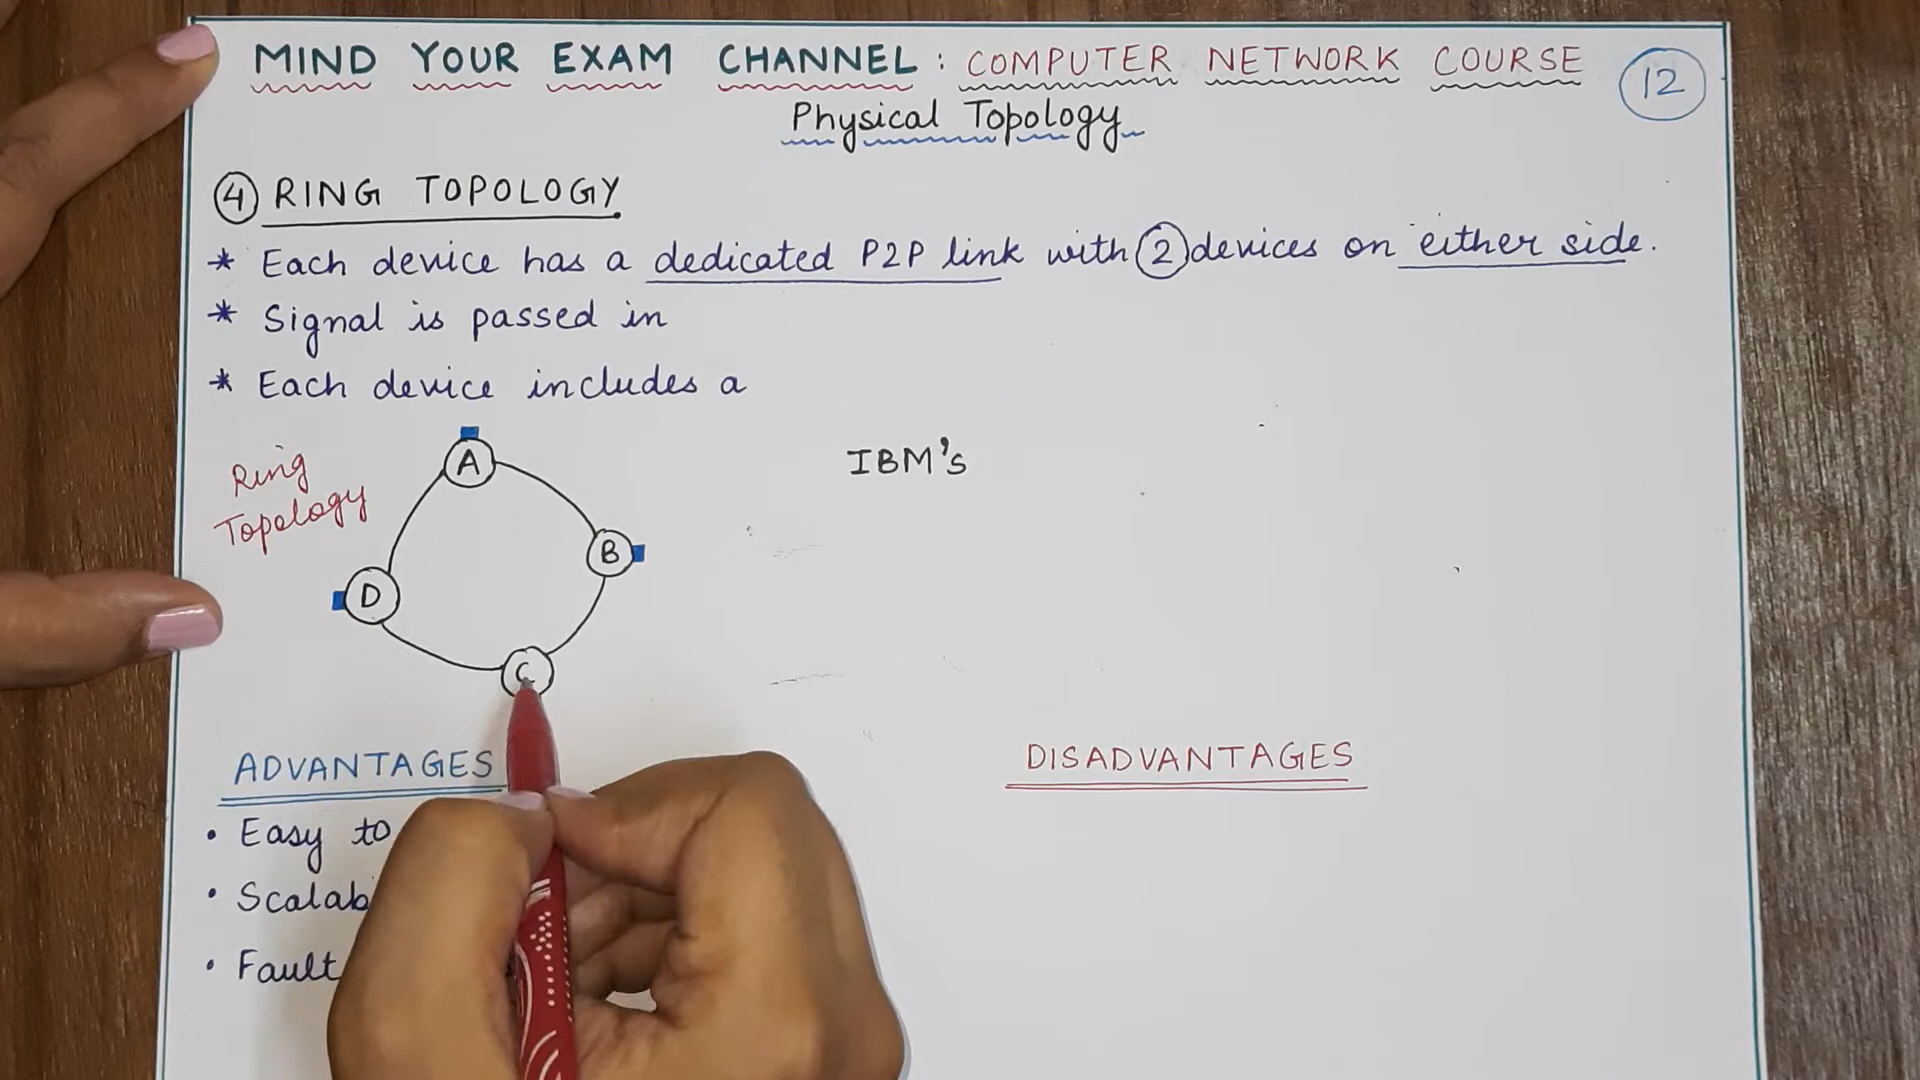 MIND YOUR EXAM CHANNEL : COMPUTER NETWORK COURSE
12
Physical Topology
4 RING TOPOLOGY
* Each device has a dedicated P2P link with 2 devices on either side.
* Signal is passed in
* Each device includes a
Ring
Topology
A
IBM's
B
D
C
ADVANTAGES
DISADVANTAGES
• Easy to
• Scalab
• Fault